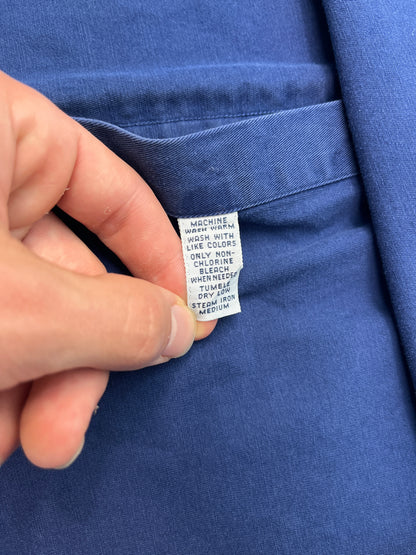 MACHINE
WASH WARM
WASH WITH
LIKE COLORS
ONLY NON-
CHLORINE
BLEACH
WHEN NEEDED
TUMBLE
DRY LOW
STEAM IRON
MEDIUM